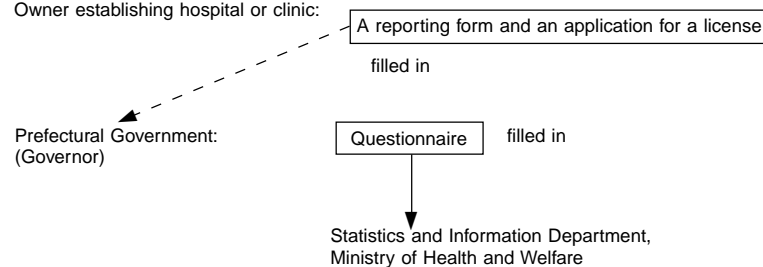 Owner establishing hospital or clinic:
A reporting form and an application for a license
filled in
Prefectural Government:
(Governor)
Questionnaire
filled in
Statistics and Information Department,
Ministry of Health and Welfare